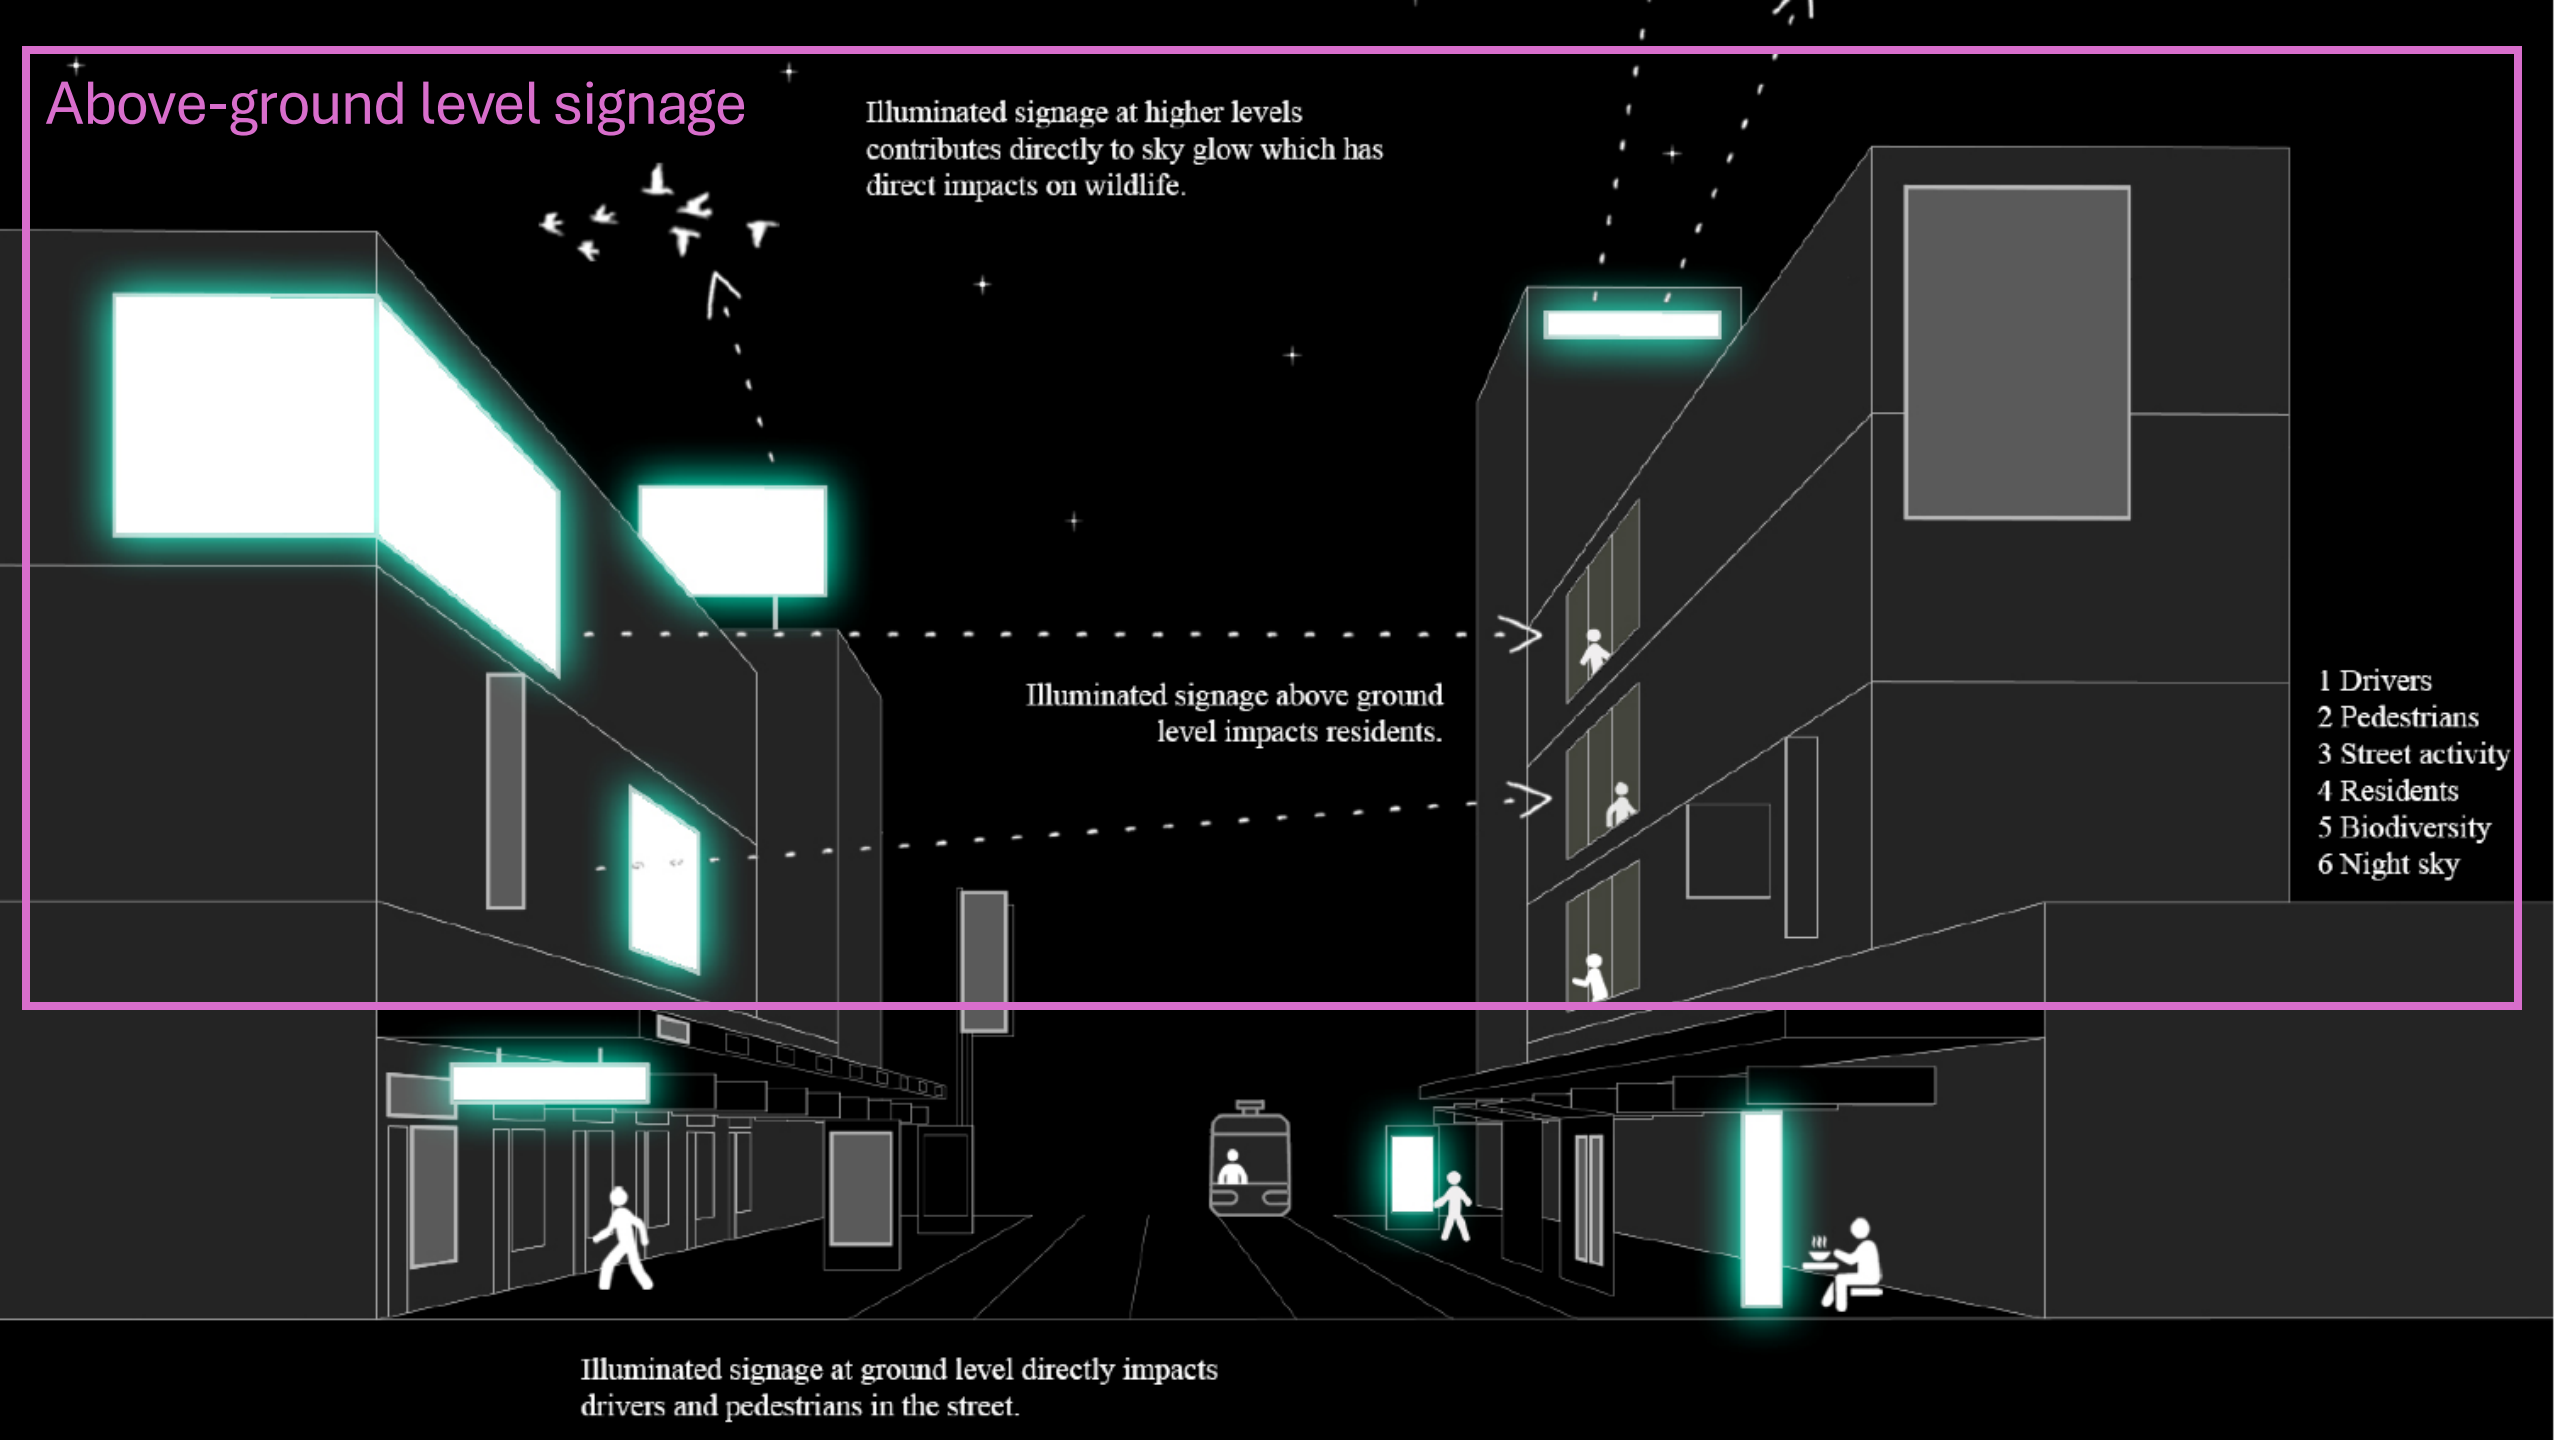 Above-ground level signage
Illuminated signage at higher levels
contributes directly to sky glow which has
direct impacts on wildlife.
Illuminated signage above ground
level impacts residents.
1 Drivers
2 Pedestrians
3 Street activity
4 Residents
5 Biodiversity
6 Night sky
Illuminated signage at ground level directly impacts
drivers and pedestrians in the street.